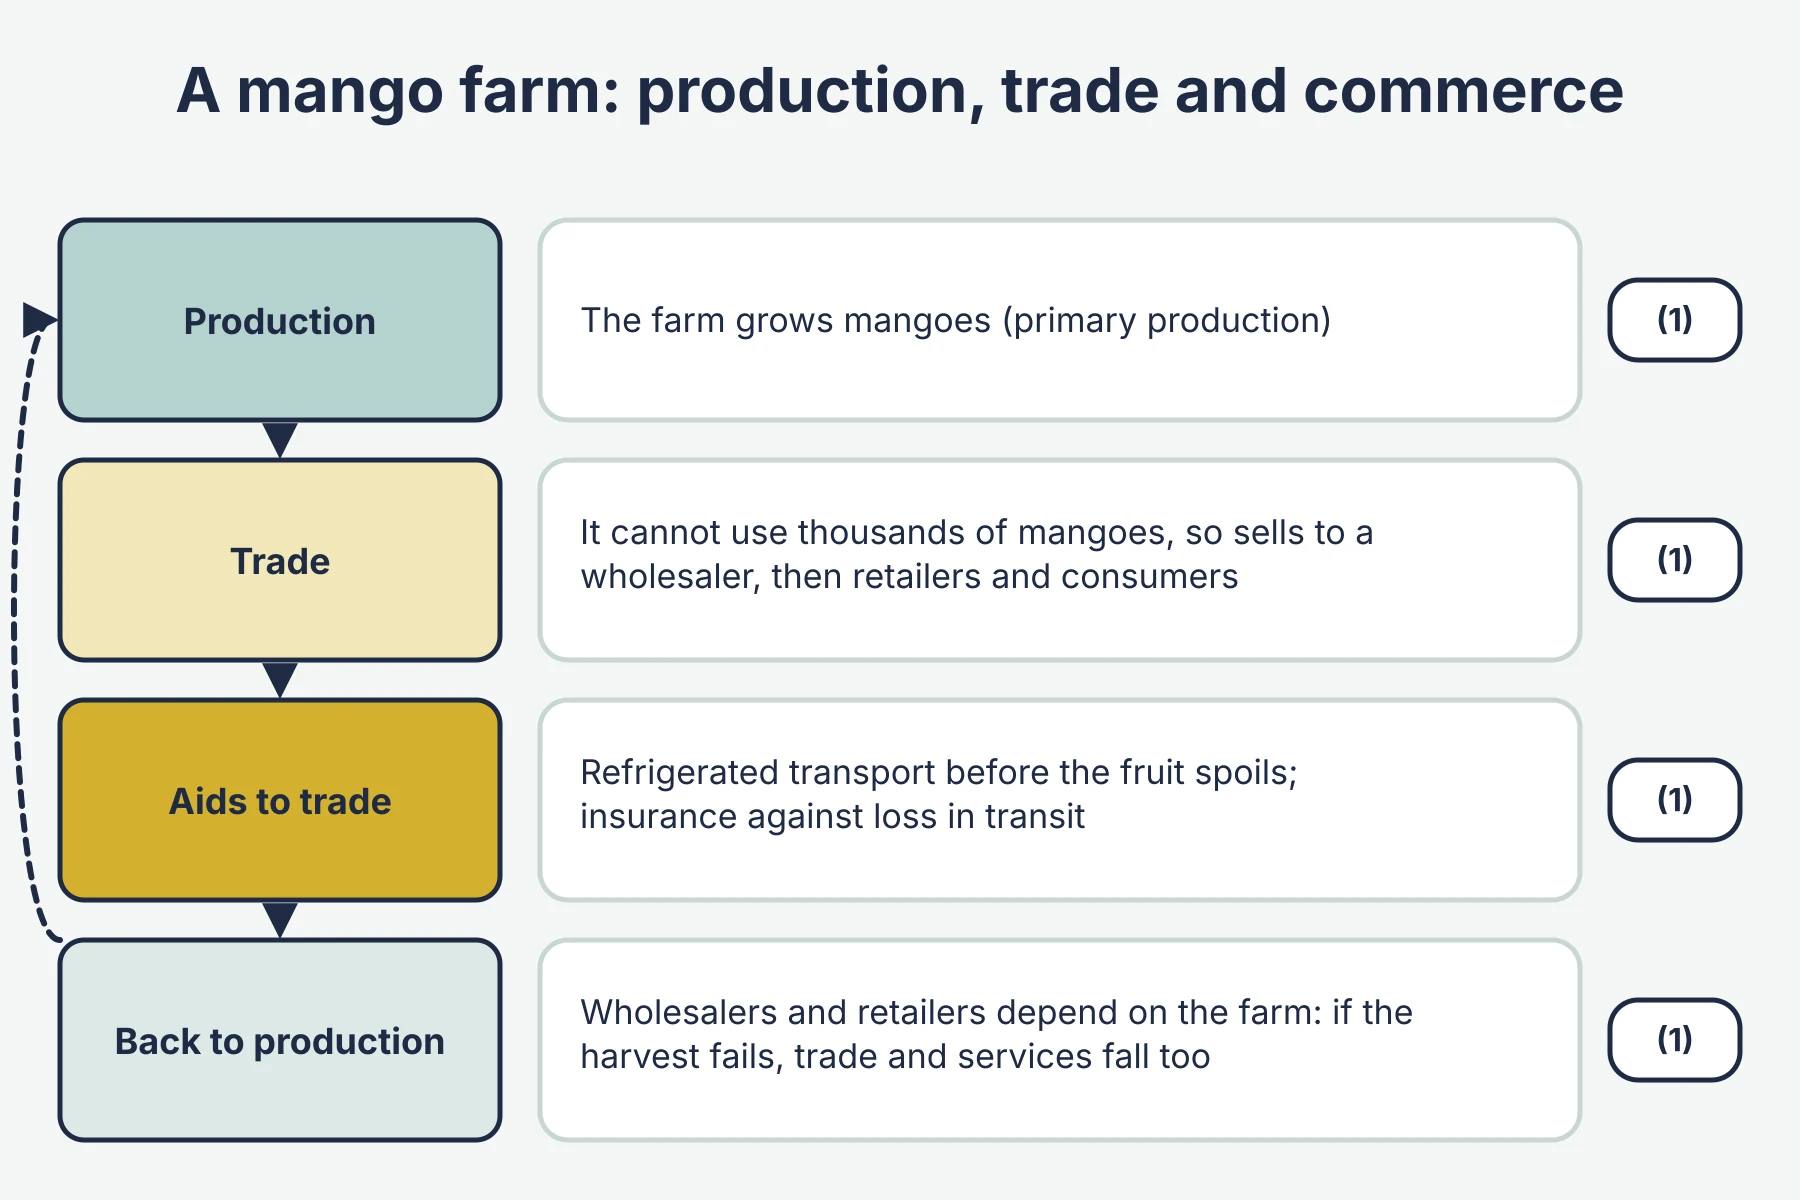 A mango farm: production, trade and commerce
Production
The farm grows mangoes (primary production)
(1)
Trade
It cannot use thousands of mangoes, so sells to a
wholesaler, then retailers and consumers
(1)
Aids to trade
Refrigerated transport before the fruit spoils;
insurance against loss in transit
(1)
Back to production
Wholesalers and retailers depend on the farm: if the
harvest fails, trade and services fall too
(1)